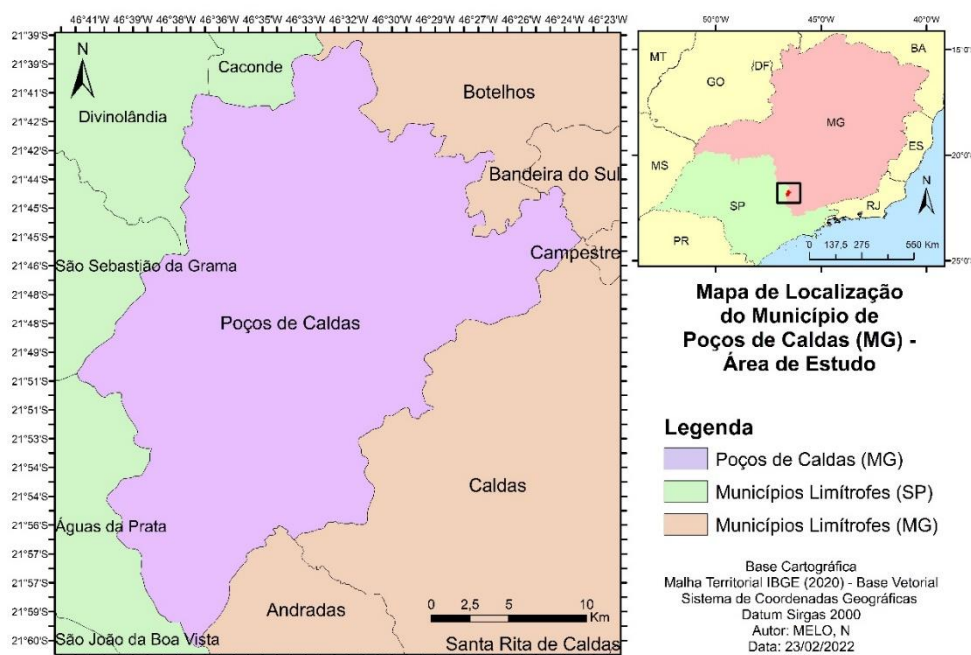 46°41'O 46°38'O 46°36'O 46°35'O 46°33'O 46°32'O 46°30'O 46°29'O 46°27'O 46°26'O 46°24'O 46°23'O 46°22'O
21°39'S
21°39'S
21°41'S
21°42'S
21°42'S
21°44'S
21°45'S
21°45'S
21°46'S
21°48'S
21°48'S
21°49'S
21°51'S
21°51'S
21°53'S
21°54'S
21°54'S
21°56'S
21°57'S
21°57'S
21°59'S
21°60'S
N
Caconde
Botelhos
Divinolândia
Bandeira do Sul
São Sebastião da Grama
Campestre
Poços de Caldas
Caldas
Águas da Prata
Andradas
São João da Boa Vista
Santa Rita de Caldas
0 2,5 5 10
Km
50°0'O 45°0'O 40°0'O
15°0'S
20°0'S
25°0'S
MT
GO
DF
BA
MG
ES
MS
SP
RJ
PR
N
0 137,5 275 550 Km
Mapa de Localização
do Município de
Poços de Caldas (MG) -
Área de Estudo
Legenda
Poços de Caldas (MG)
Municípios Limítrofes (SP)
Municípios Limítrofes (MG)
Base Cartográfica
Malha Territorial IBGE (2020) - Base Vetorial
Sistema de Coordenadas Geográficas
Datum Sirgas 2000
Autor: MELO, N
Data: 23/02/2022